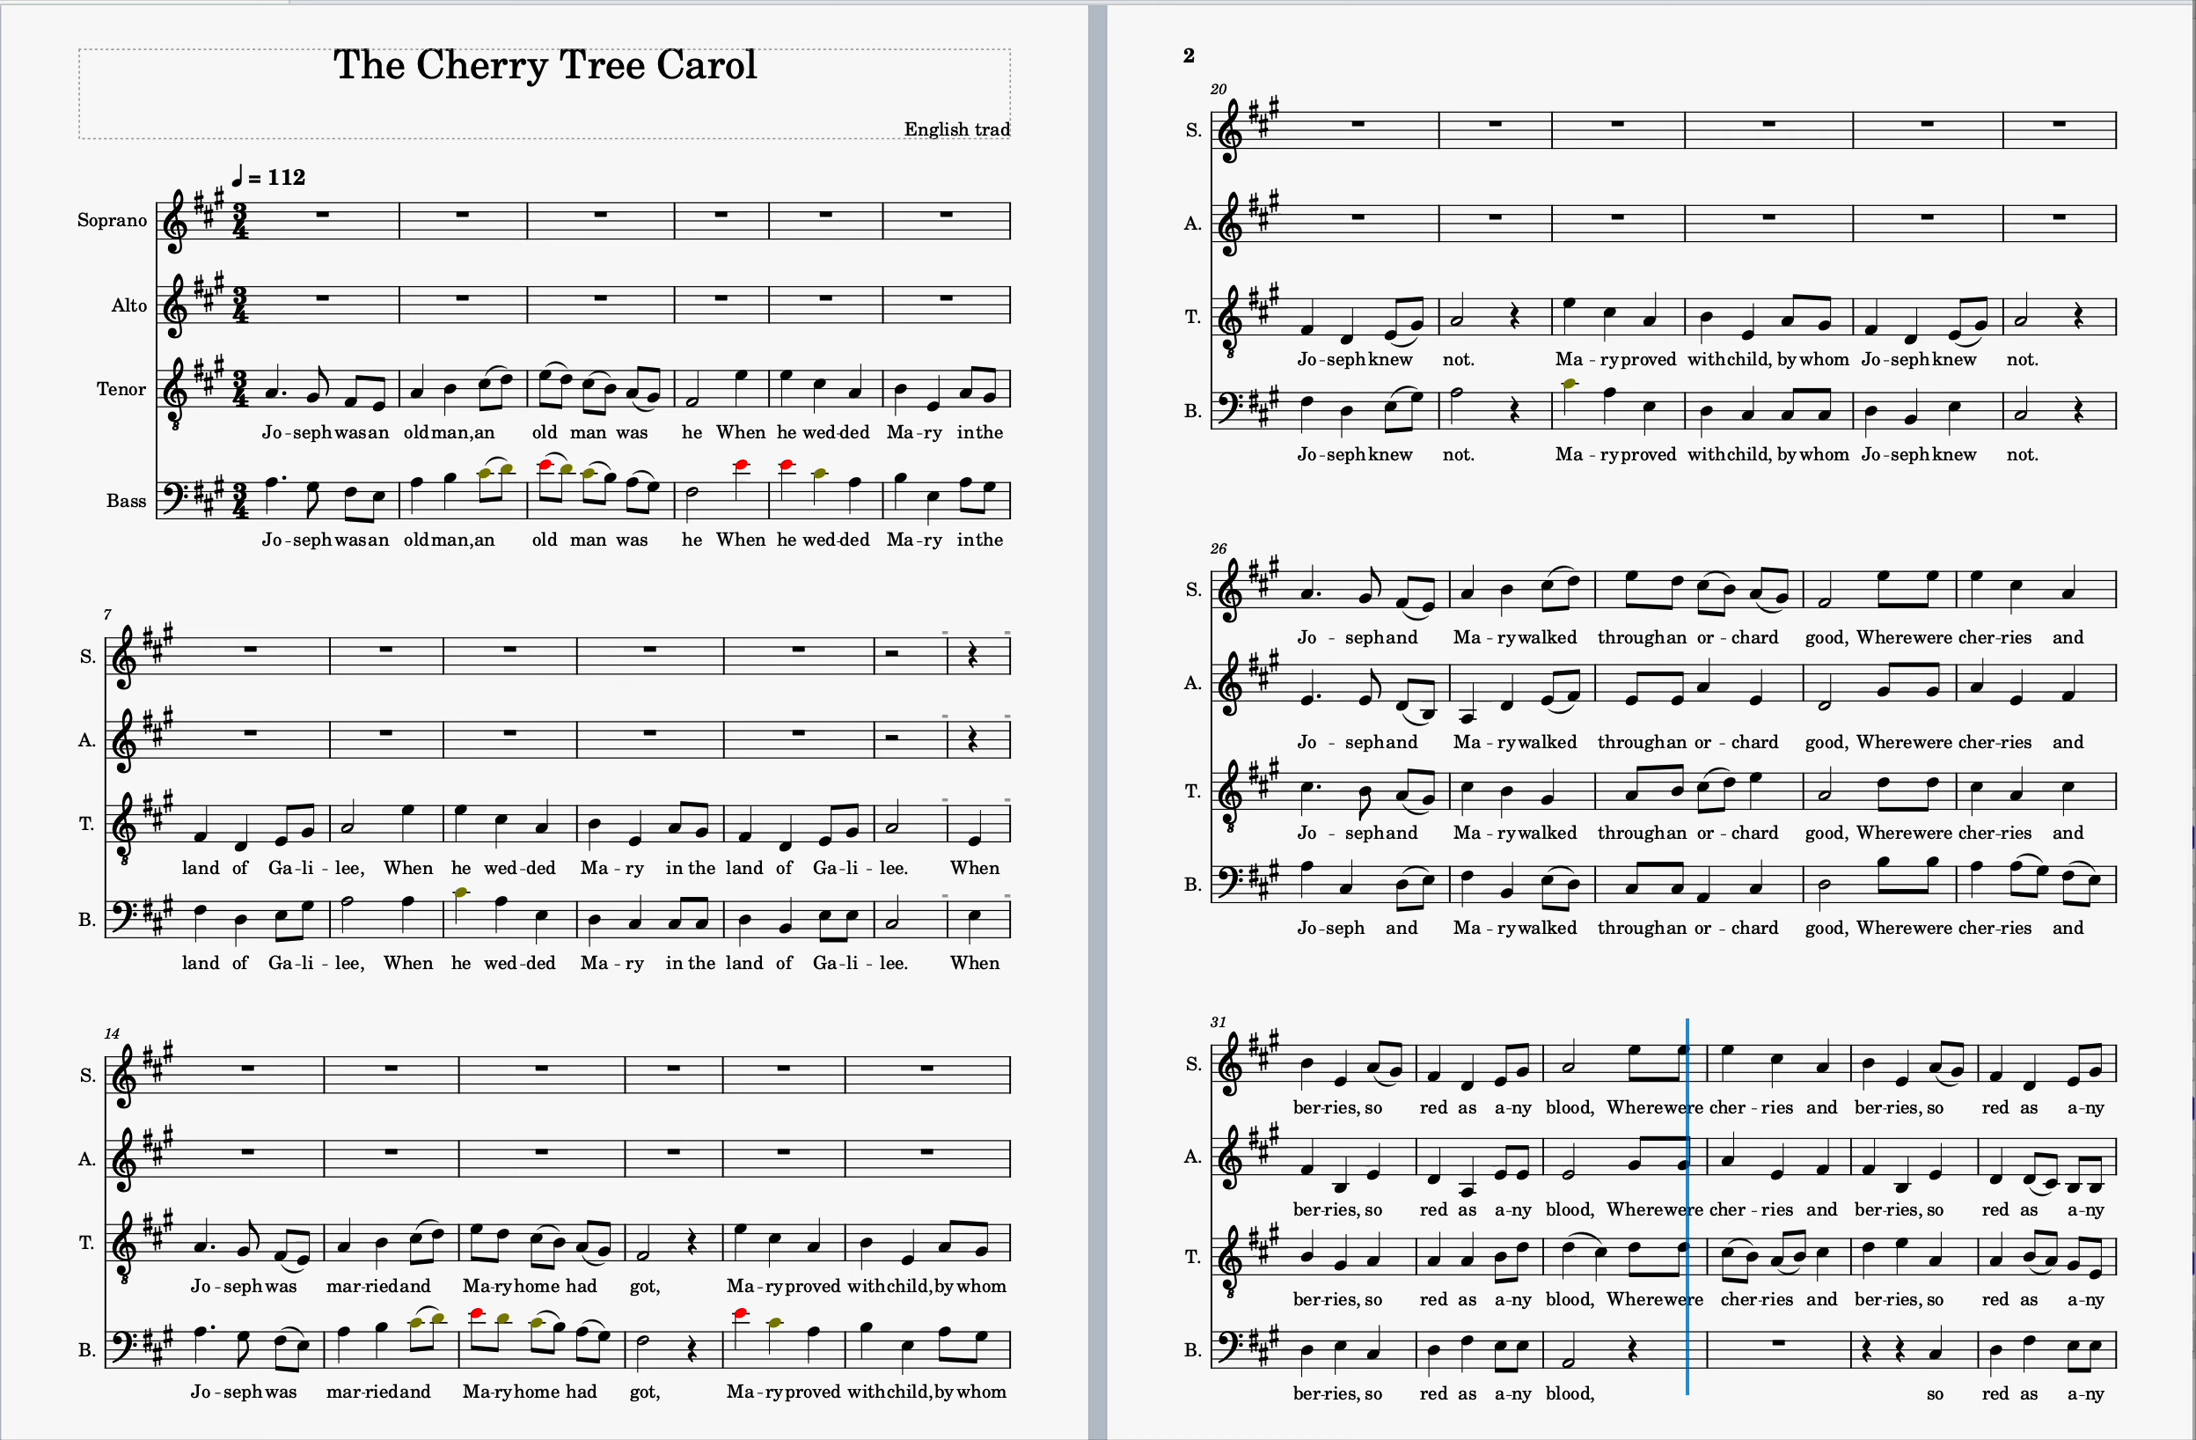 The Cherry Tree Carol
English trad
♩ = 112
Soprano
Alto
Tenor
Jo-seph was an old man, an old man was he When he wed-ded Ma-ry in the
Bass
Jo-seph was an old man, an old man was he When he wed-ded Ma-ry in the
7
S.
A.
T.
land of Ga-li-lee, When he wed-ded Ma-ry in the land of Ga-li-lee. When
B.
land of Ga-li-lee, When he wed-ded Ma-ry in the land of Ga-li-lee. When
14
S.
A.
T.
Jo-seph was mar-ried and Ma-ry home had got, Ma-ry proved with child, by whom
B.
Jo-seph was mar-ried and Ma-ry home had got, Ma-ry proved with child, by whom
2
20
S.
A.
T.
Jo-seph knew not. Ma-ry proved with child, by whom Jo-seph knew not.
B.
Jo-seph knew not. Ma-ry proved with child, by whom Jo-seph knew not.
26
S.
Jo-seph and Ma-ry walked through an or-chard good, Where were cher-ries and
A.
Jo-seph and Ma-ry walked through an or-chard good, Where were cher-ries and
T.
Jo-seph and Ma-ry walked through an or-chard good, Where were cher-ries and
B.
Jo-seph and Ma-ry walked through an or-chard good, Where were cher-ries and
31
S.
ber-ries, so red as a-ny blood, Where were cher-ries and ber-ries, so red as a-ny
A.
ber-ries, so red as a-ny blood, Where were cher-ries and ber-ries, so red as a-ny
T.
ber-ries, so red as a-ny blood, Where were cher-ries and ber-ries, so red as a-ny
B.
ber-ries, so red as a-ny blood, so red as a-ny